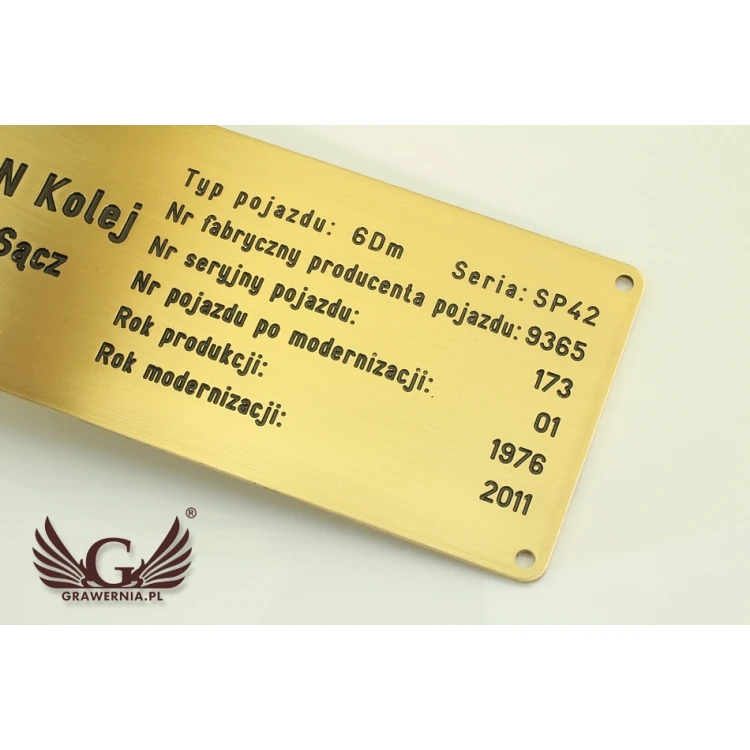 N Kolej
Sącz
Typ pojazdu: 6Dm Seria: SP42
Nr fabryczny producenta pojazdu: 9365
Nr seryjny pojazdu: 173
Nr pojazdu po modernizacji: 01
Rok produkcji: 1976
Rok modernizacji: 2011
G ®
GRAWERNIA.PL